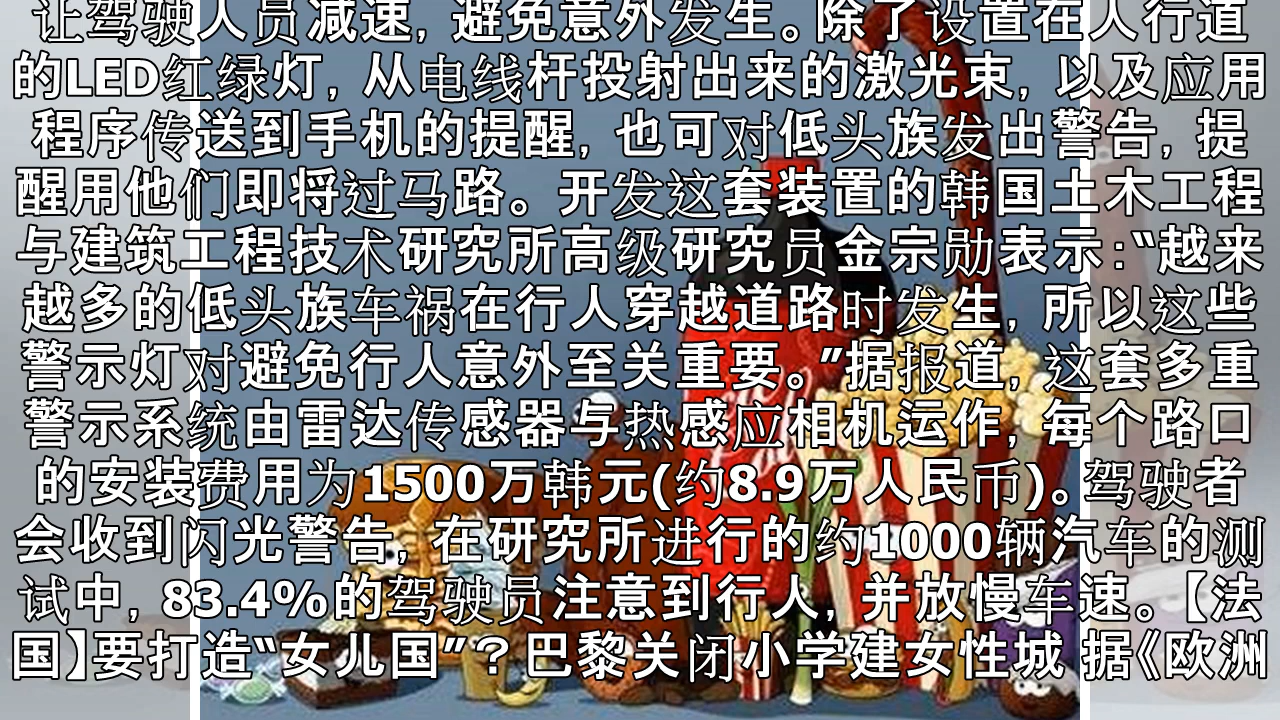 让驾驶人员减速，避免意外发生。除了设置在人行道
的LED红绿灯，从电线杆投射出来的激光束，以及应用
程序传送到手机的提醒，也可对低头族发出警告，提
醒用他们即将过马路。开发这套装置的韩国土木工程
与建筑工程技术研究所高级研究员金宗勋表示：“越来
越多的低头族车祸在行人穿越道路时发生，所以这些
警示灯对避免行人意外至关重要。”据报道，这套多重
警示系统由雷达传感器与热感应相机运作，每个路口
的安装费用为1500万韩元(约8.9万人民币)。驾驶者
会收到闪光警告，在研究所进行的约1000辆汽车的测
试中，83.4%的驾驶员注意到行人，并放慢车速。【法
国】要打造“女儿国”？巴黎关闭小学建女性城 据《欧洲